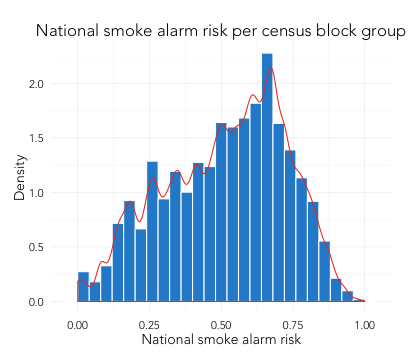 National smoke alarm risk per census block group
2.0
1.5
1.0
0.5
0.0
Density
0.00 0.25 0.50 0.75 1.00
National smoke alarm risk